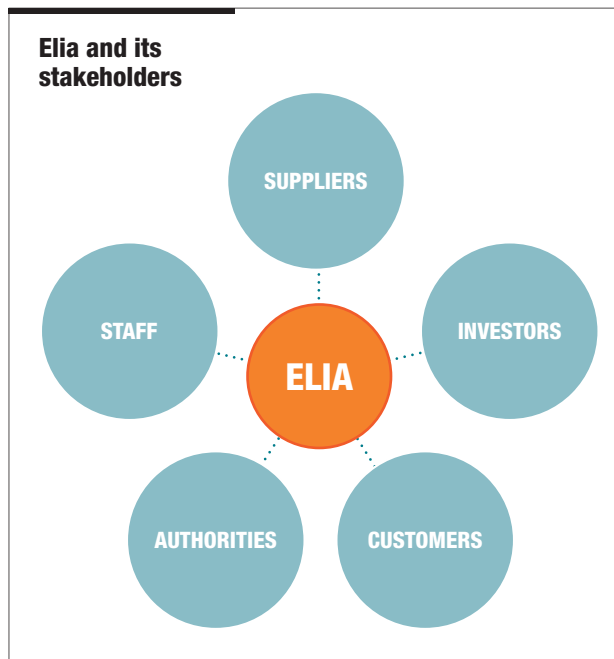 Elia and its
stakeholders
SUPPLIERS
STAFF
INVESTORS
ELIA
AUTHORITIES
CUSTOMERS